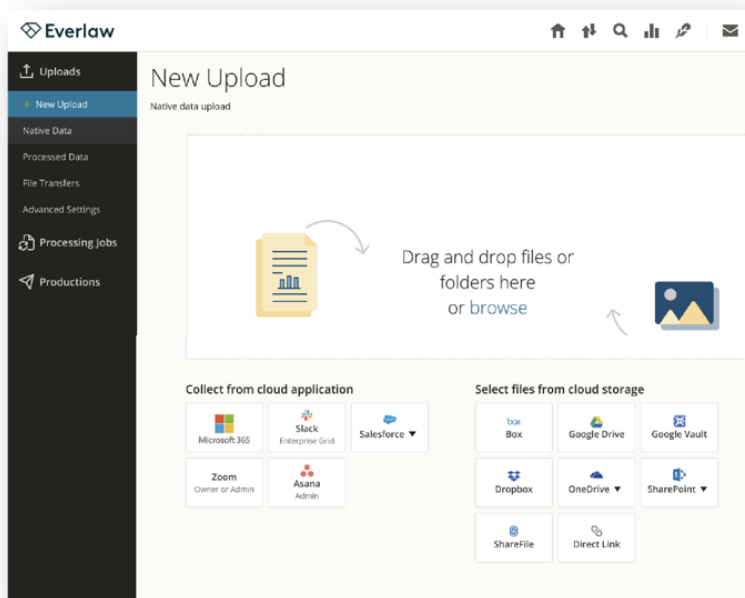 Everlaw
Uploads
+ New Upload
Native Data
Processed Data
File Transfers
Advanced Settings
Processing Jobs
Productions
New Upload
Native data upload
Drag and drop files or
folders here
or browse
Collect from cloud application
Microsoft 365
Slack
Enterprise Grid
Salesforce
Zoom
Owner or Admin
Asana
Admin
Select files from cloud storage
box
Box
Google Drive
Google Vault
Dropbox
OneDrive
SharePoint
ShareFile
Direct Link